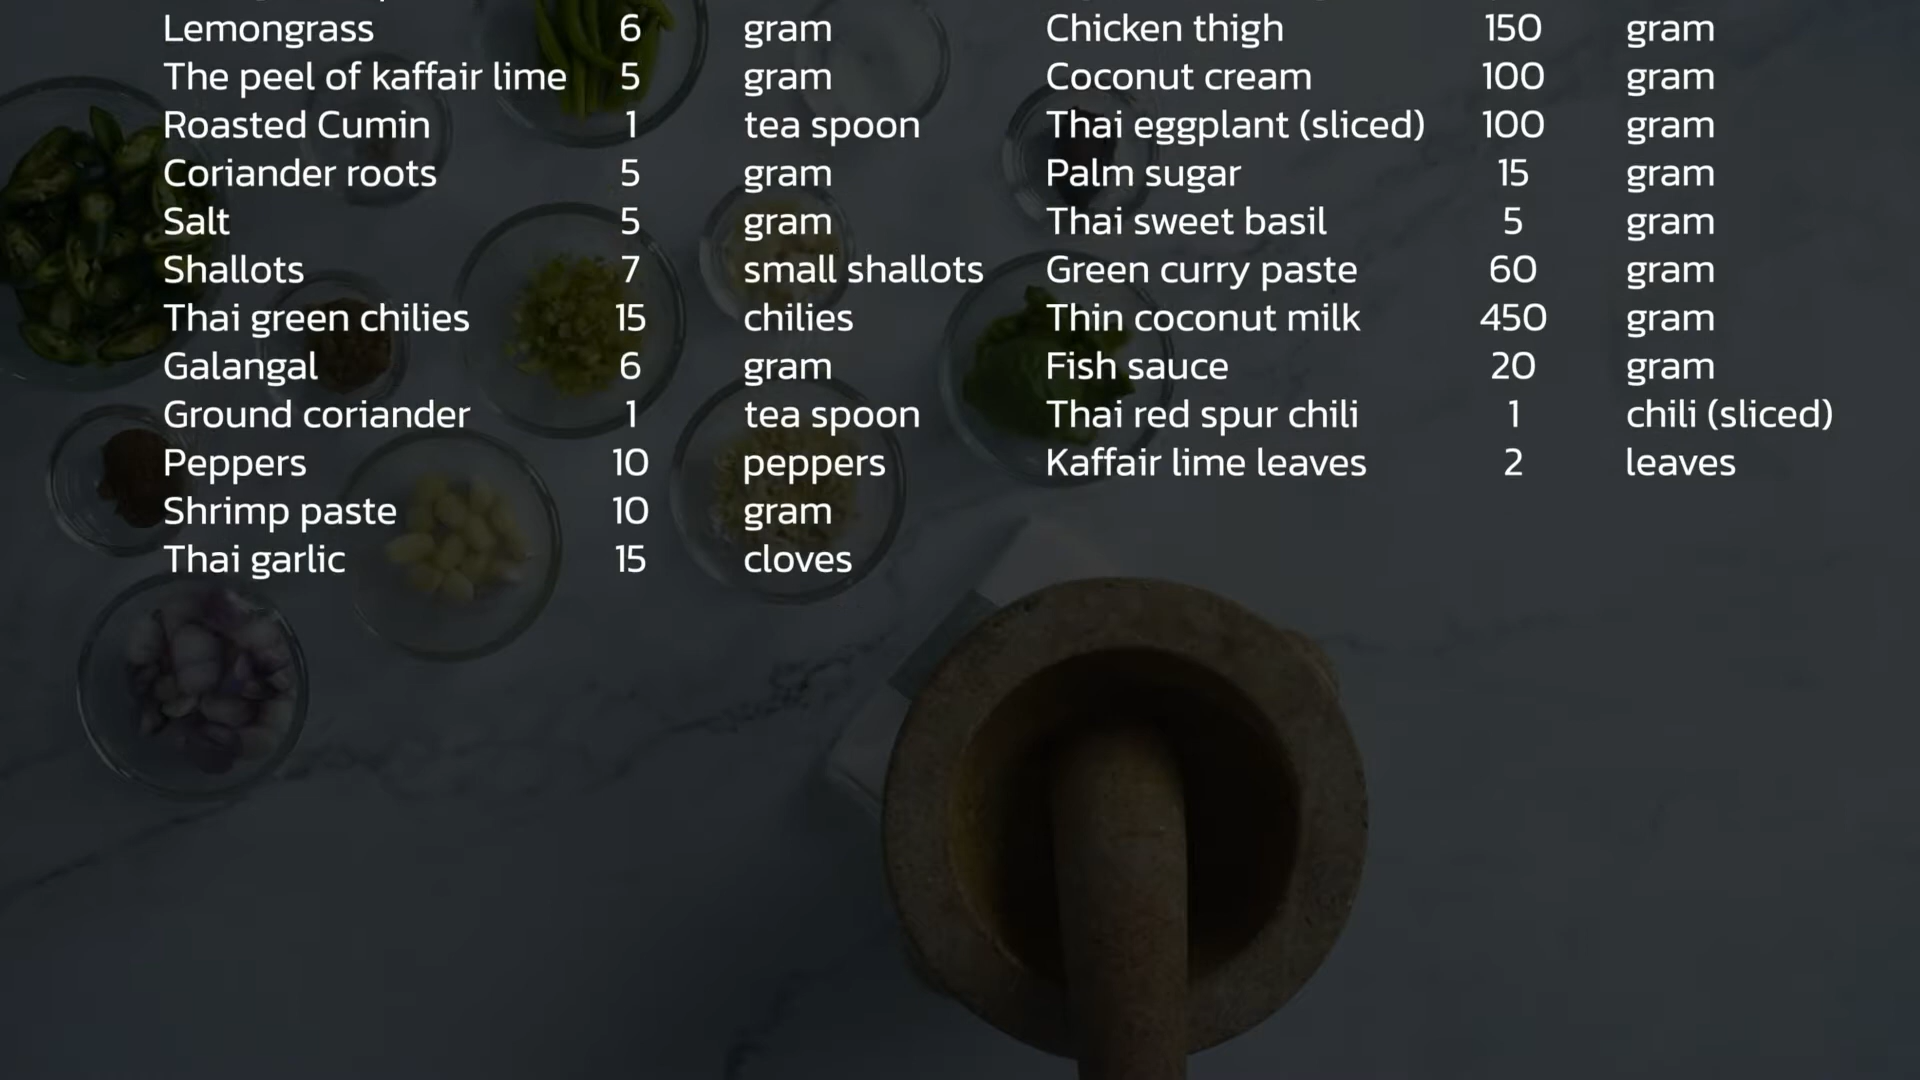 Lemongrass 6 gram
The peel of kaffair lime 5 gram
Roasted Cumin 1 tea spoon
Coriander roots 5 gram
Salt 5 gram
Shallots 7 small shallots
Thai green chilies 15 chilies
Galangal 6 gram
Ground coriander 1 tea spoon
Peppers 10 peppers
Shrimp paste 10 gram
Thai garlic 15 cloves
Chicken thigh 150 gram
Coconut cream 100 gram
Thai eggplant (sliced) 100 gram
Palm sugar 15 gram
Thai sweet basil 5 gram
Green curry paste 60 gram
Thin coconut milk 450 gram
Fish sauce 20 gram
Thai red spur chili 1 chili (sliced)
Kaffair lime leaves 2 leaves